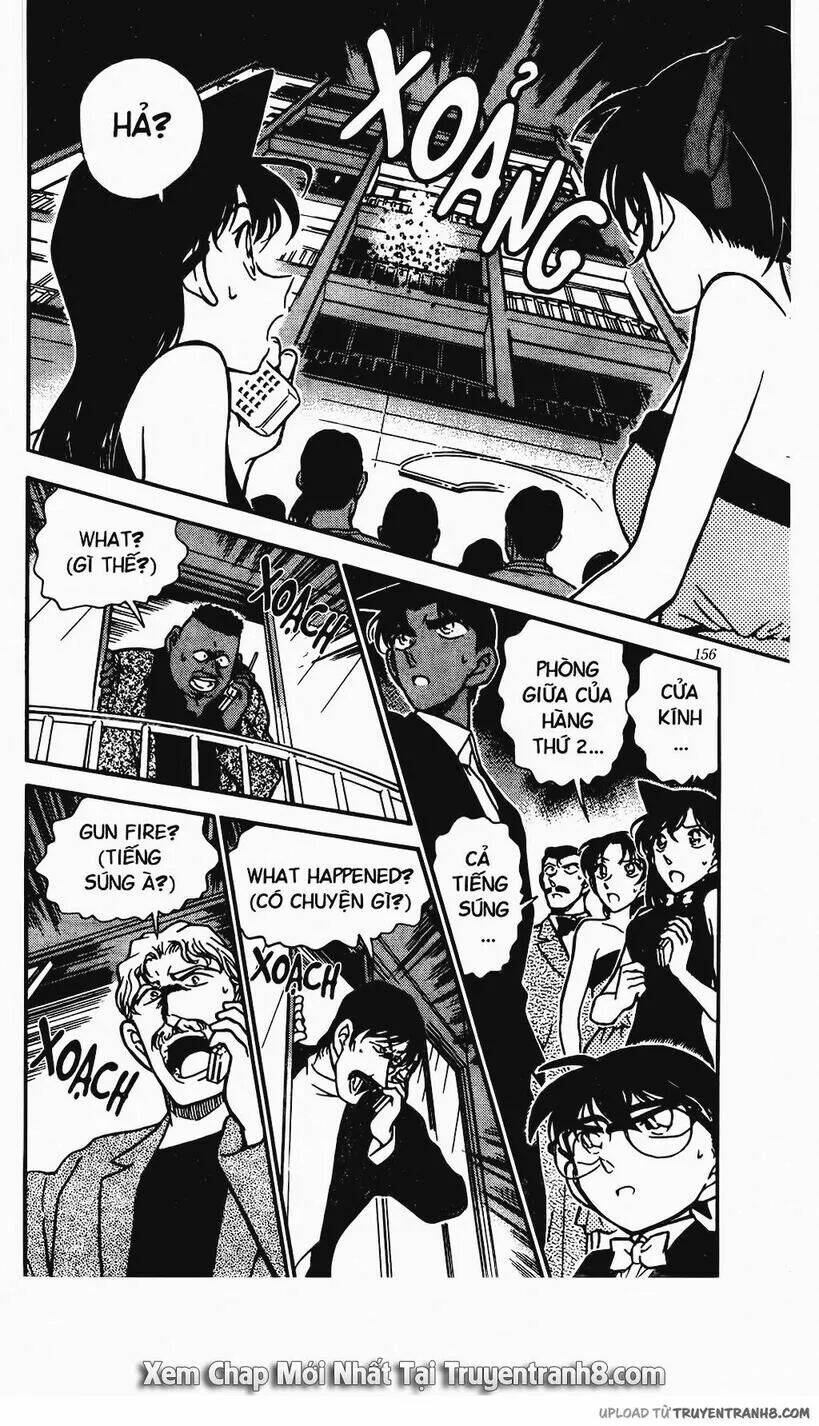 HẢ?
XOẢNG
WHAT?
(GÌ THẾ?)
XOẠCH
156
CỬA
KÍNH
...
PHÒNG
GIỮA CỦA
HÀNG
THỨ 2...
CẢ
TIẾNG
SÚNG
...
GUN FIRE?
(TIẾNG
SÚNG À?)
XOẠCH
WHAT HAPPENED?
(CÓ CHUYỆN GÌ?)
XOẠCH
Xem Chap Mới Nhất Tại Truyentranh8.com
UPLOAD TỪ TRUYENTRANH8.COM